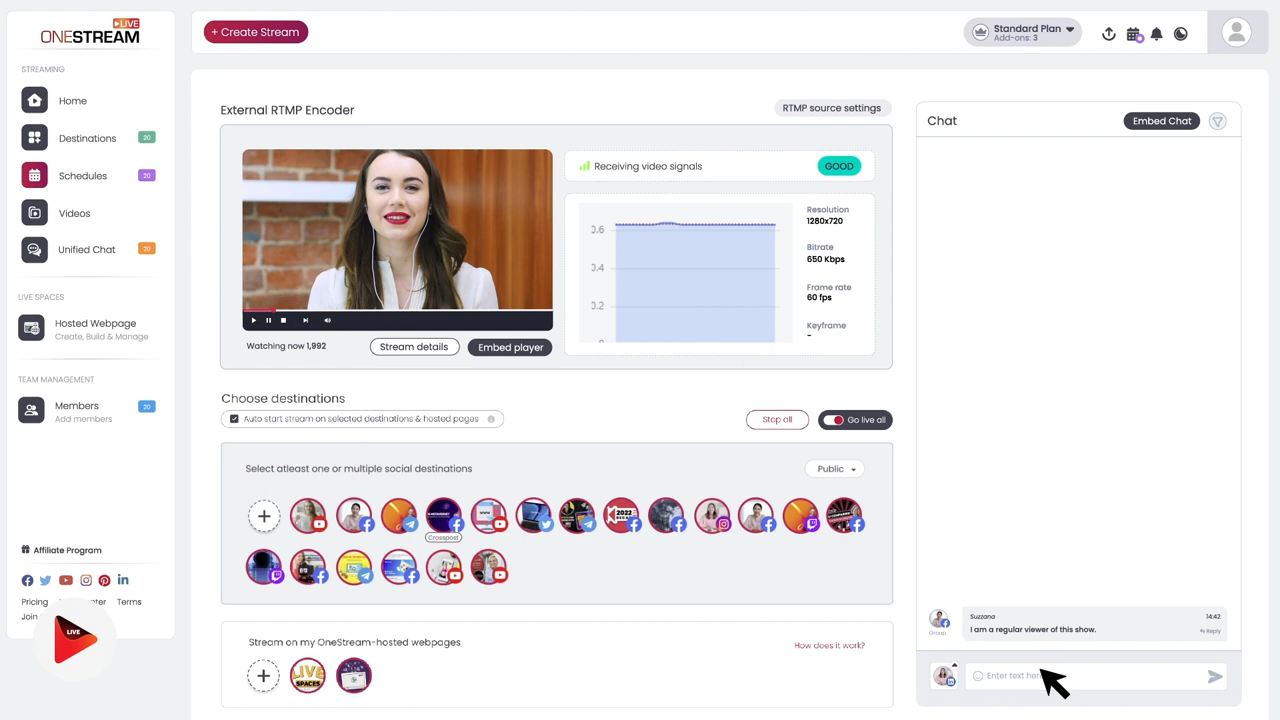 LIVE
ONESTREAM
+ Create Stream
Standard Plan
Add-ons: 3
STREAMING
Home
Destinations 20
Schedules 20
Videos
Unified Chat 20
LIVE SPACES
Hosted Webpage
Create, Build & Manage
TEAM MANAGEMENT
Members 20
Add members
Affiliate Program
Pricing
Terms
Join
LIVE
External RTMP Encoder
RTMP source settings
Receiving video signals
GOOD
0.6
0.4
0.2
0
Resolution
1280x720
Bitrate
650 Kbps
Frame rate
60 fps
Keyframe
-
Watching now 1,992
Stream details
Embed player
Choose destinations
Auto start stream on selected destinations & hosted pages
Stop all
Go live all
Select atleast one or multiple social destinations
Public
Crosspost
Stream on my OneStream-hosted webpages
How does it work?
LIVE
SPACES
Chat
Embed Chat
Suzzana 14:42
I am a regular viewer of this show.
Reply
Group
Enter text here